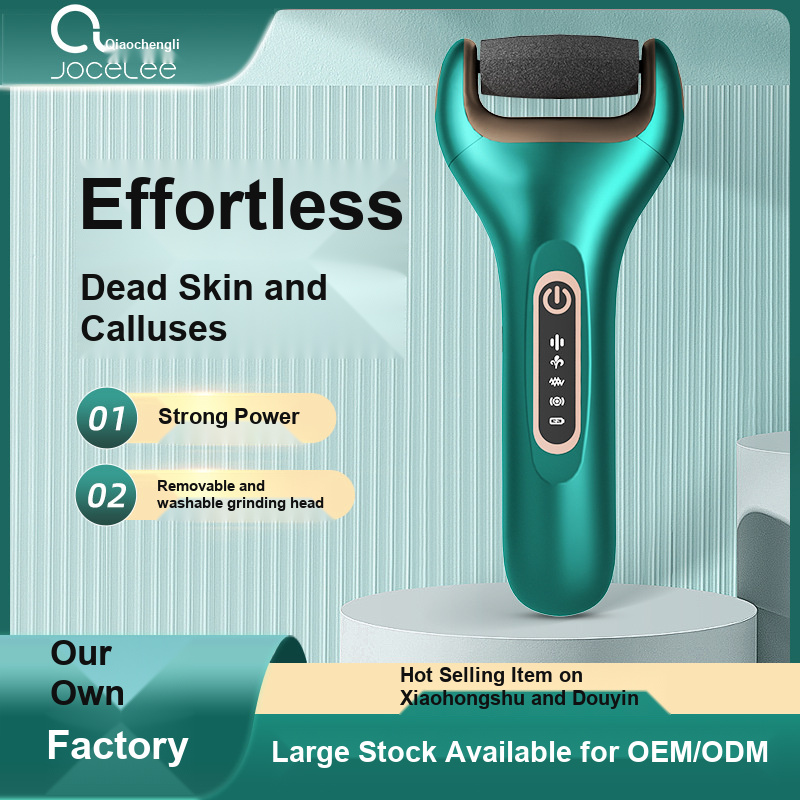 Qiaochengli
JOCELEE
Effortless
Dead Skin and
Calluses
01
Strong Power
02
Removable and
washable grinding head
Our
Own
Factory
Hot Selling Item on
Xiaohongshu and Douyin
Large Stock Available for OEM/ODM